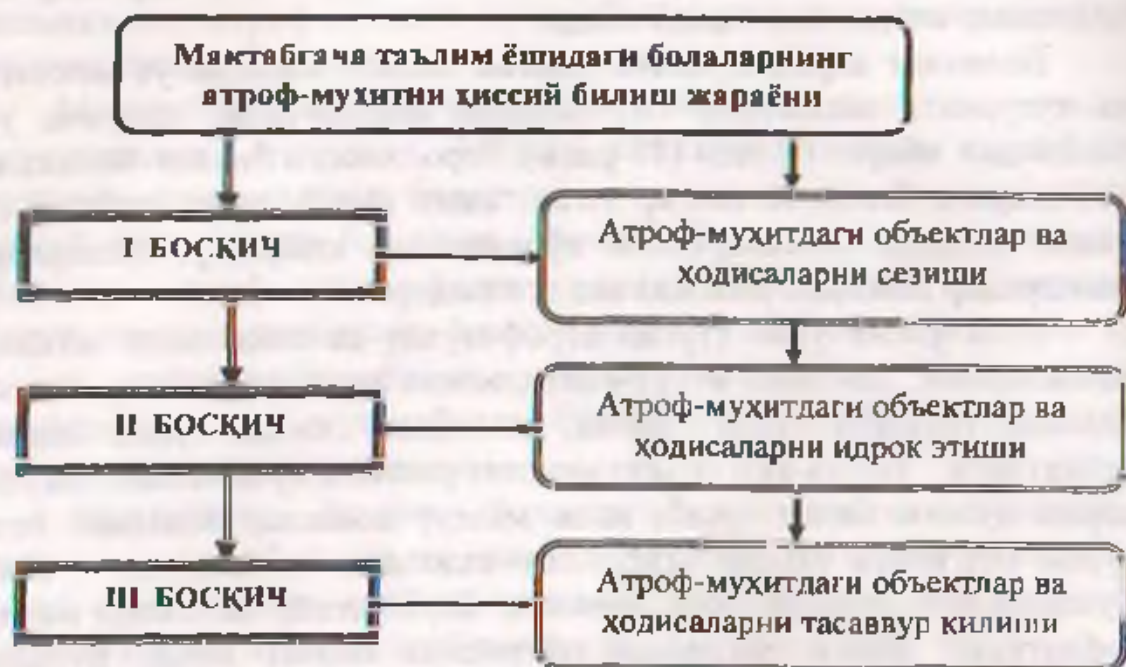 Мактабгача таълим ёшидаги болаларнинг
атроф-муҳитни ҳиссий билиш жараёни
I БОСҚИЧ
Атроф-муҳитдаги объектлар ва
ҳодисаларни сезиши
II БОСҚИЧ
Атроф-муҳитдаги объектлар ва
ҳодисаларни идрок этиши
III БОСҚИЧ
Атроф-муҳитдаги объектлар ва
ҳодисаларни тасаввур қилиши